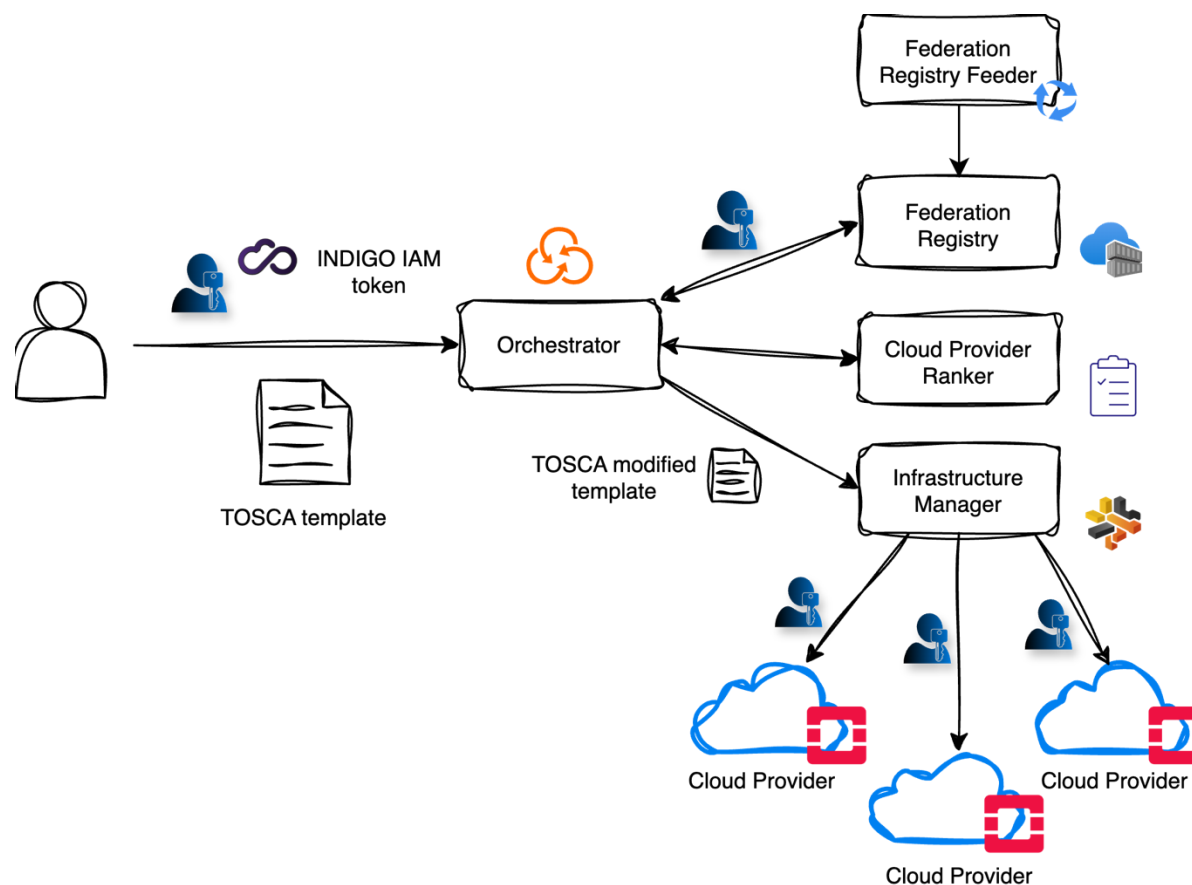 Federation
Registry Feeder
Federation
Registry
INDIGO IAM
token
Orchestrator
Cloud Provider
Ranker
TOSCA modified
template
Infrastructure
Manager
TOSCA template
Cloud Provider
Cloud Provider
Cloud Provider